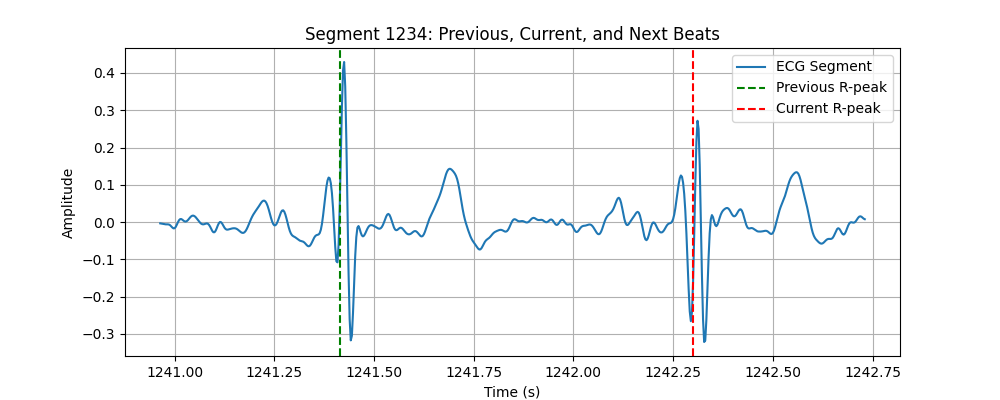 Segment 1234: Previous, Current, and Next Beats
ECG Segment
Previous R-peak
Current R-peak
0.4
0.3
0.2
0.1
0.0
−0.1
−0.2
−0.3
Amplitude
1241.00 1241.25 1241.50 1241.75 1242.00 1242.25 1242.50 1242.75
Time (s)